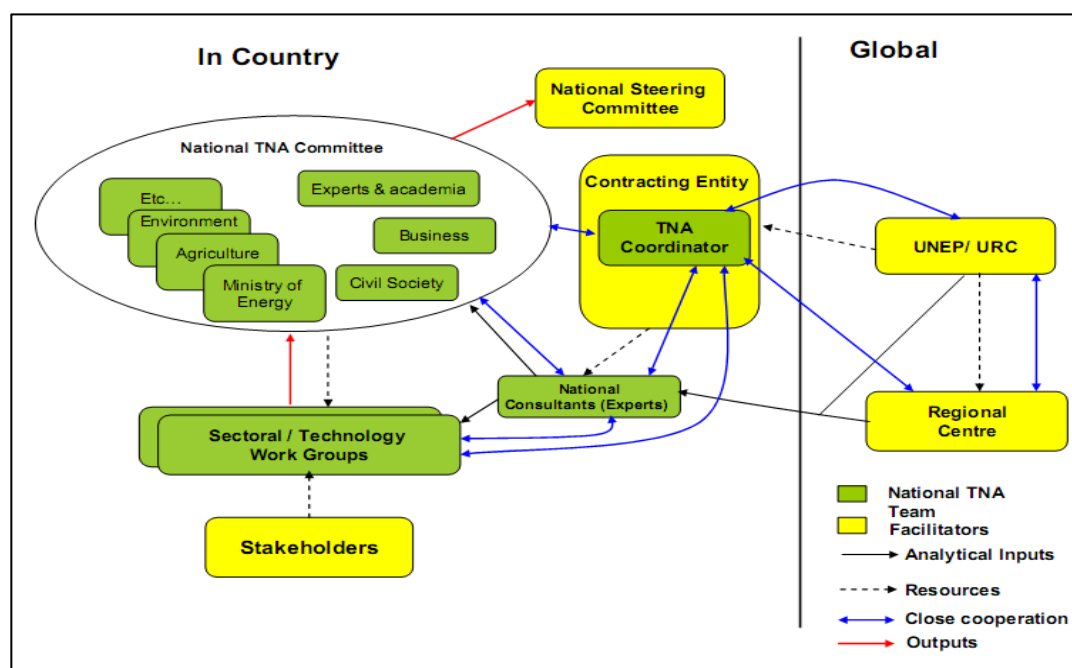 In Country
Global
National Steering
Committee
National TNA Committee
Etc...
Environment
Agriculture
Ministry of
Energy
Experts & academia
Business
Civil Society
Contracting Entity
TNA
Coordinator
UNEP/ URC
National
Consultants (Experts)
Regional
Centre
Sectoral / Technology
Work Groups
Stakeholders
National TNA
Team
Facilitators
Analytical Inputs
Resources
Close cooperation
Outputs